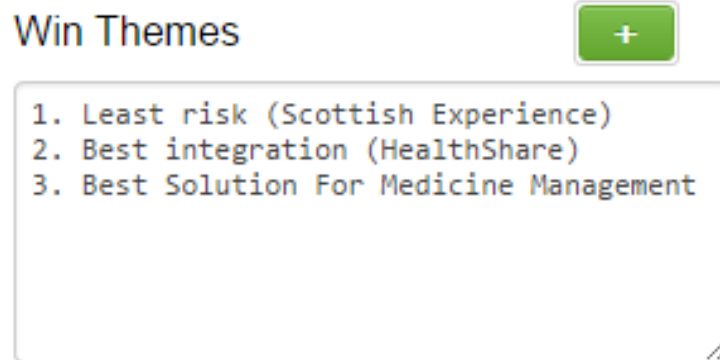 Win Themes
+
1. Least risk (Scottish Experience)
2. Best integration (HealthShare)
3. Best Solution For Medicine Management